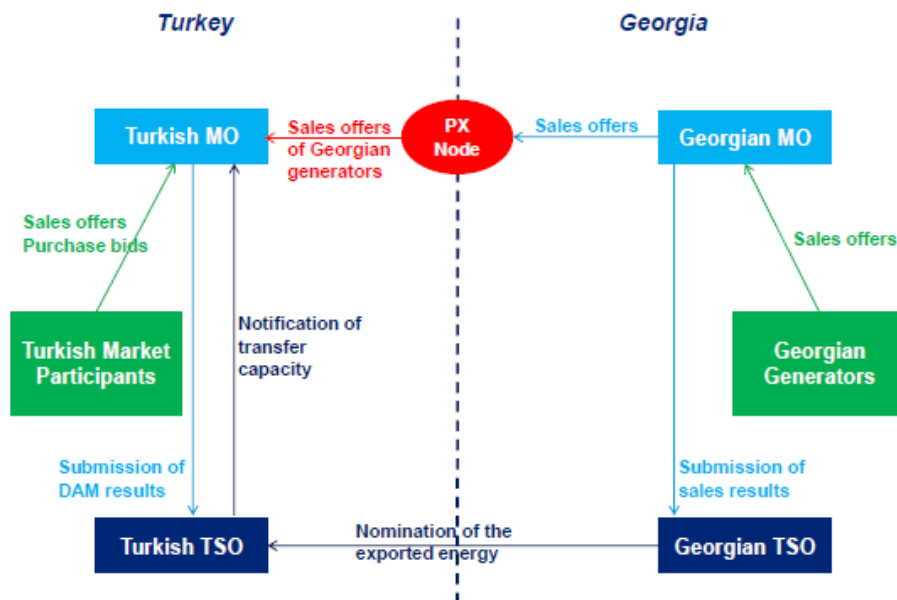 Turkey
Georgia
Turkish MO
Sales offers
of Georgian
generators
PX
Node
Sales offers
Georgian MO
Sales offers
Purchase bids
Sales offers
Turkish Market
Participants
Notification of
transfer
capacity
Georgian
Generators
Submission of
DAM results
Submission of
sales results
Turkish TSO
Nomination of the
exported energy
Georgian TSO